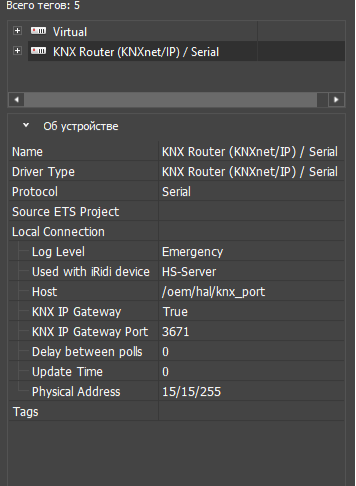 Всего тегов: 5
Virtual
KNX Router (KNXnet/IP) / Serial
Об устройстве
Name KNX Router (KNXnet/IP) / Serial
Driver Type KNX Router (KNXnet/IP) / Serial
Protocol Serial
Source ETS Project
Local Connection
Log Level Emergency
Used with iRidi device HS-Server
Host /oem/hal/knx_port
KNX IP Gateway True
KNX IP Gateway Port 3671
Delay between polls 0
Update Time 0
Physical Address 15/15/255
Tags